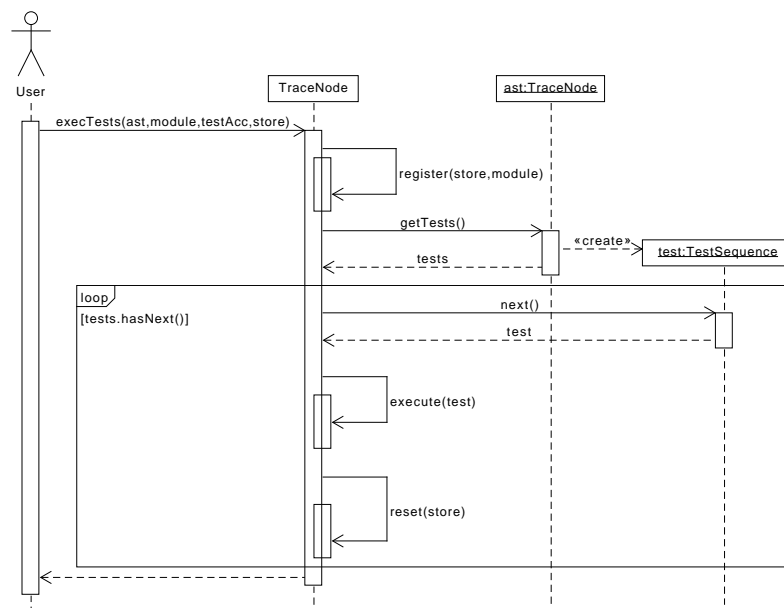 User
TraceNode
ast:TraceNode
execTests(ast,module,testAcc,store)
register(store,module)
getTests()
«create»
test:TestSequence
tests
loop
[tests.hasNext()]
next()
test
execute(test)
reset(store)